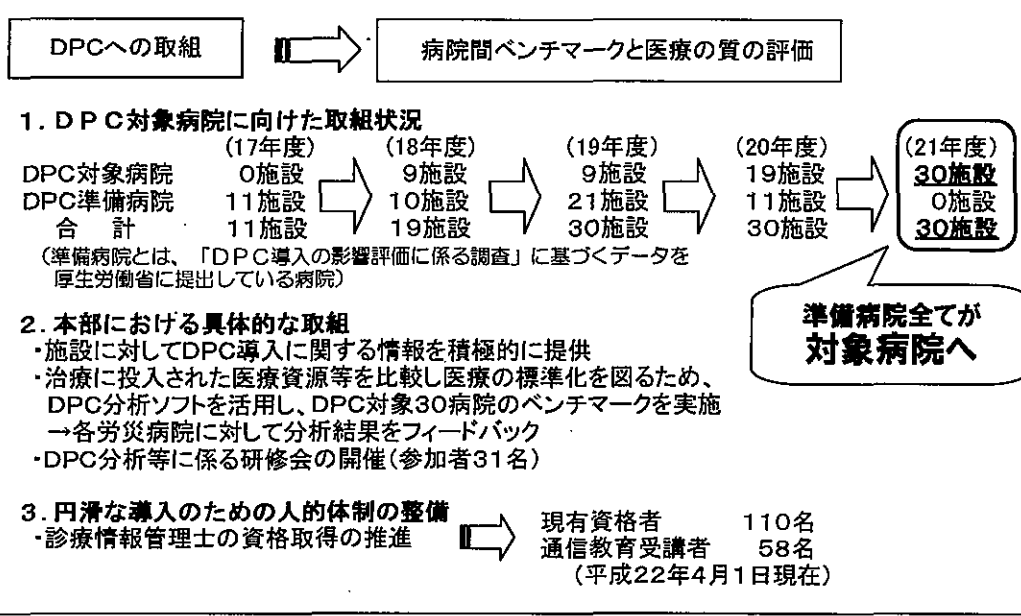 DPCへの取組
病院間ベンチマークと医療の質の評価
1．ＤＰＣ対象病院に向けた取組状況
(17年度) (18年度) (19年度) (20年度) (21年度)
DPC対象病院 0施設 9施設 9施設 19施設 30施設
DPC準備病院 11施設 10施設 21施設 11施設 0施設
合　計 11施設 19施設 30施設 30施設 30施設
(準備病院とは、「ＤＰＣ導入の影響評価に係る調査」に基づくデータを
厚生労働省に提出している病院)
準備病院全てが
対象病院へ
2．本部における具体的な取組
・施設に対してDPC導入に関する情報を積極的に提供
・治療に投入された医療資源等を比較し医療の標準化を図るため、
DPC分析ソフトを活用し、DPC対象30病院のベンチマークを実施
→各労災病院に対して分析結果をフィードバック
・DPC分析等に係る研修会の開催(参加者31名)
3．円滑な導入のための人的体制の整備
・診療情報管理士の資格取得の推進
現有資格者 110名
通信教育受講者 58名
(平成22年4月1日現在)